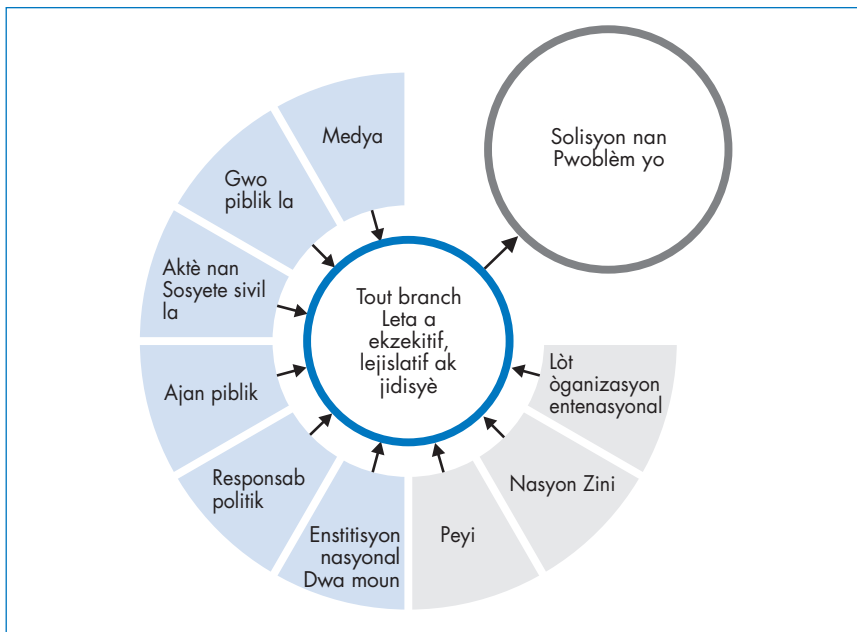 Medya
Gwo
piblik la
Aktè nan
Sosyete sivil
la
Ajan piblik
Responsab
politik
Enstitisyon
nasyonal
Dwa moun
Peyi
Nasyon Zini
Lòt
òganizasyon
entenasyonal
Tout branch
Leta a
ekzekitif,
lejislatif ak
jidisyè
Solisyon nan
Pwoblèm yo